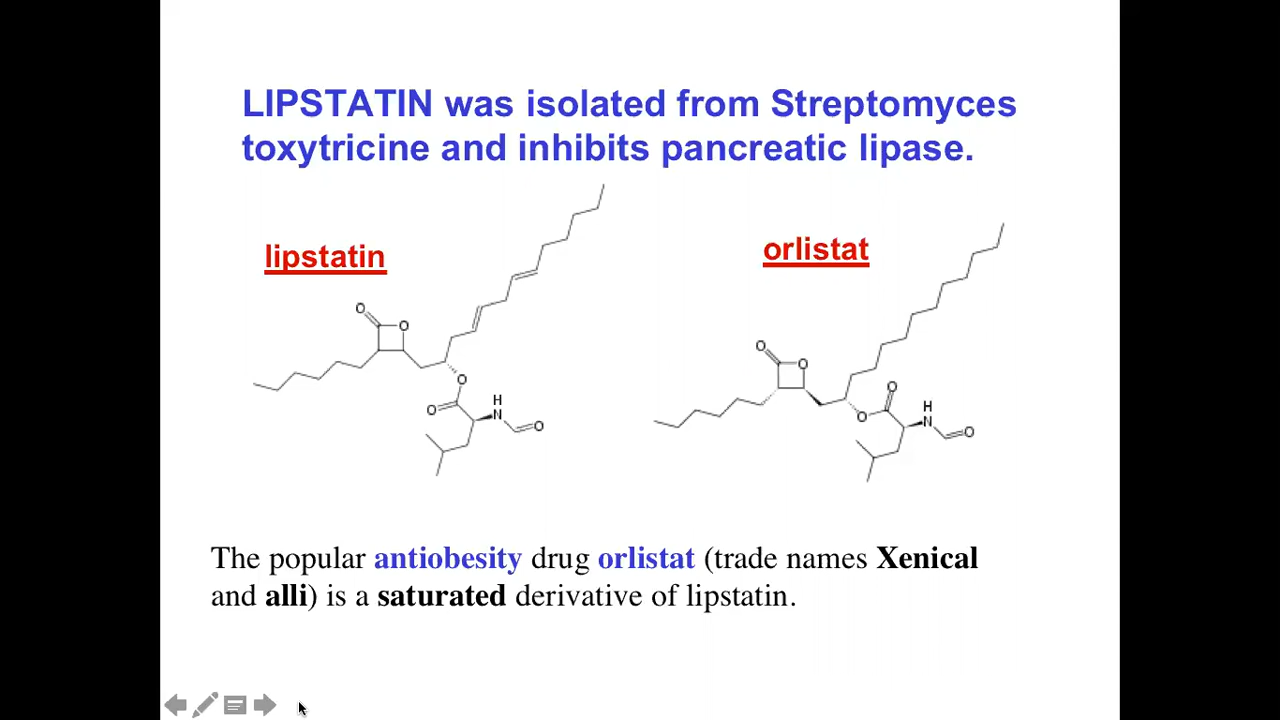 LIPSTATIN was isolated from Streptomyces
toxytricine and inhibits pancreatic lipase.
lipstatin
orlistat
O
O
O
O
H
N
O
O
O
O
O
H
N
O
The popular antiobesity drug orlistat (trade names Xenical
and alli) is a saturated derivative of lipstatin.